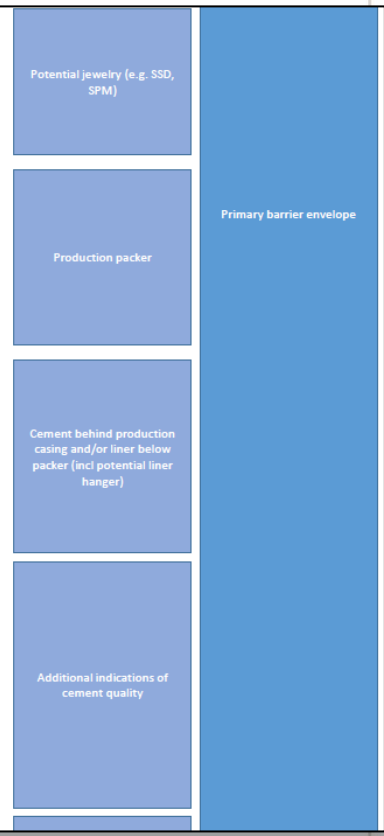 Potential jewelry (e.g. SSD,
SPM)
Primary barrier envelope
Production packer
Cement behind production
casing and/or liner below
packer (incl potential liner
hanger)
Additional indications of
cement quality